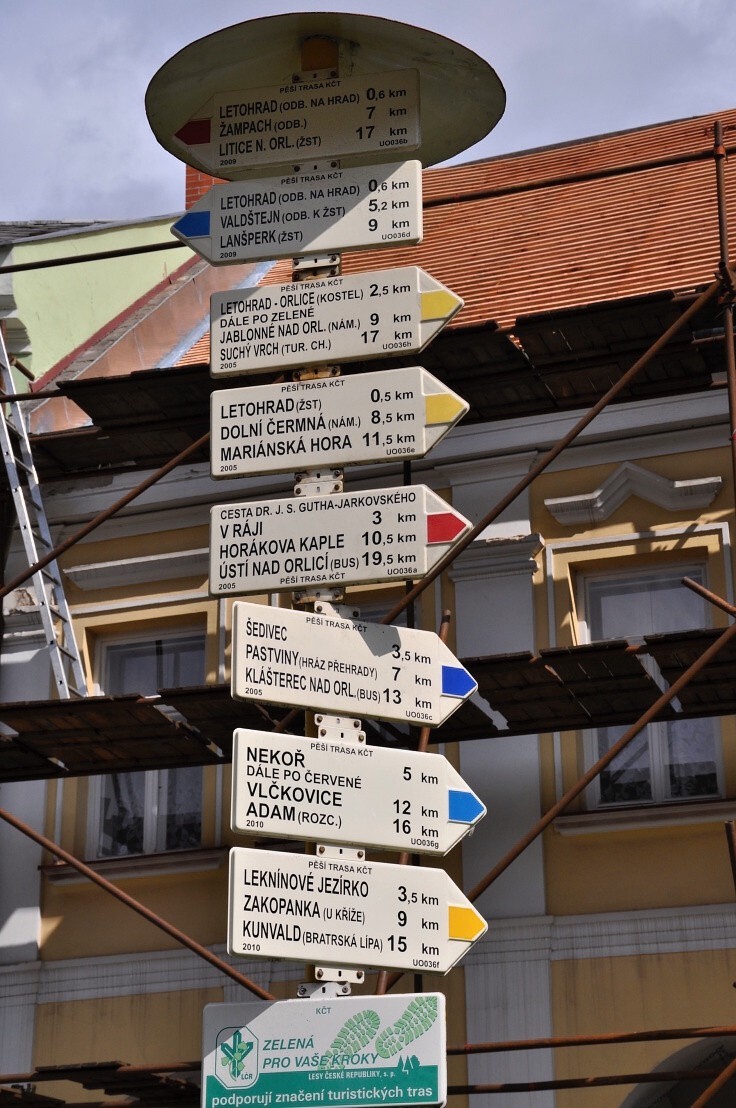 PĚŠÍ TRASA KČT
LETOHRAD (ODB. NA HRAD) 0,6 km
ŽAMPACH (ODB.) 7 km
LITICE N. ORL. (ŽST) 17 km
2009 UO036b
PĚŠÍ TRASA KČT
LETOHRAD (ODB. NA HRAD) 0,6 km
VALDŠTEJN (ODB. K ŽST) 5,2 km
LANŠPERK (ŽST) 9 km
2009 UO036d
PĚŠÍ TRASA KČT
LETOHRAD - ORLICE (KOSTEL) 2,5 km
DÁLE PO ZELENÉ
JABLONNÉ NAD ORL. (NÁM.) 9 km
SUCHÝ VRCH (TUR. CH.) 17 km
2005 UO036h
PĚŠÍ TRASA KČT
LETOHRAD (ŽST) 0,5 km
DOLNÍ ČERMNÁ (NÁM.) 8,5 km
MARIÁNSKÁ HORA 11,5 km
2005 UO036e
CESTA DR. J. S. GUTHA-JARKOVSKÉHO
V RÁJI 3 km
HORÁKOVA KAPLE 10,5 km
ÚSTÍ NAD ORLICÍ (BUS) 19,5 km
2005 PĚŠÍ TRASA KČT UO036a
PĚŠÍ TRASA KČT
ŠEDIVEC 3,5 km
PASTVINY (HRÁZ PŘEHRADY) 7 km
KLÁŠTEREC NAD ORL. (BUS) 13 km
2005 UO036c
PĚŠÍ TRASA KČT
NEKOŘ 5 km
DÁLE PO ČERVENÉ
VLČKOVICE 12 km
ADAM (ROZC.) 16 km
2010 UO036g
PĚŠÍ TRASA KČT
LEKNÍNOVÉ JEZÍRKO 3,5 km
ZAKOPANKA (U KŘÍŽE) 9 km
KUNVALD (BRATRSKÁ LÍPA) 15 km
2010 UO036f
KČT
ZELENÁ
PRO VAŠE KROKY
LČR LESY ČESKÉ REPUBLIKY, s. p.
podporují značení turistických tras